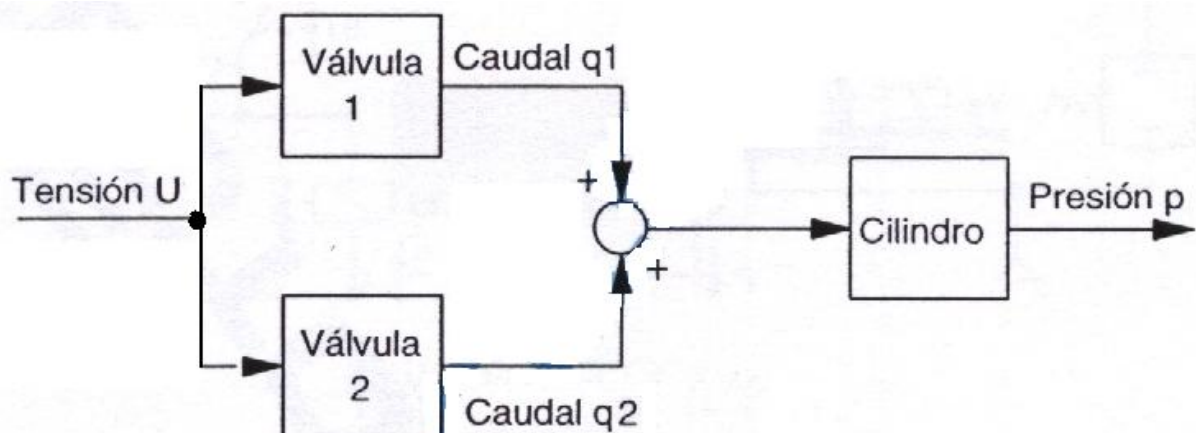 Válvula
1
Caudal q1
Tensión U
+
+
Cilindro
Presión p
Válvula
2
Caudal q2